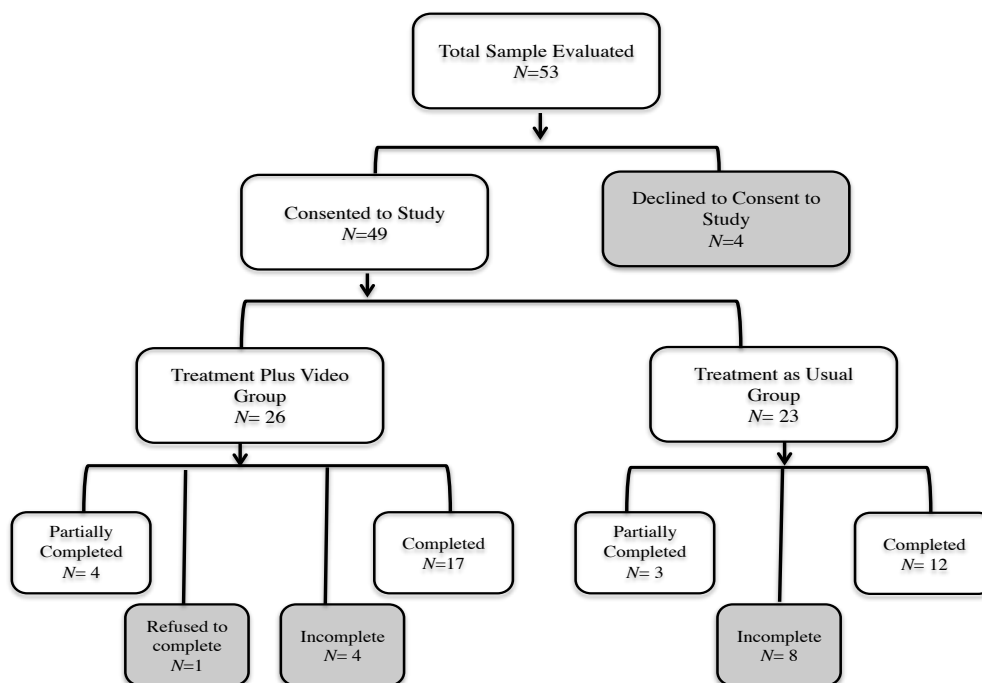 Total Sample Evaluated
N=53
Consented to Study
N=49
Declined to Consent to
Study
N=4
Treatment Plus Video
Group
N= 26
Treatment as Usual
Group
N= 23
Partially
Completed
N= 4
Completed
N=17
Partially
Completed
N= 3
Completed
N= 12
Refused to
complete
N=1
Incomplete
N= 4
Incomplete
N= 8